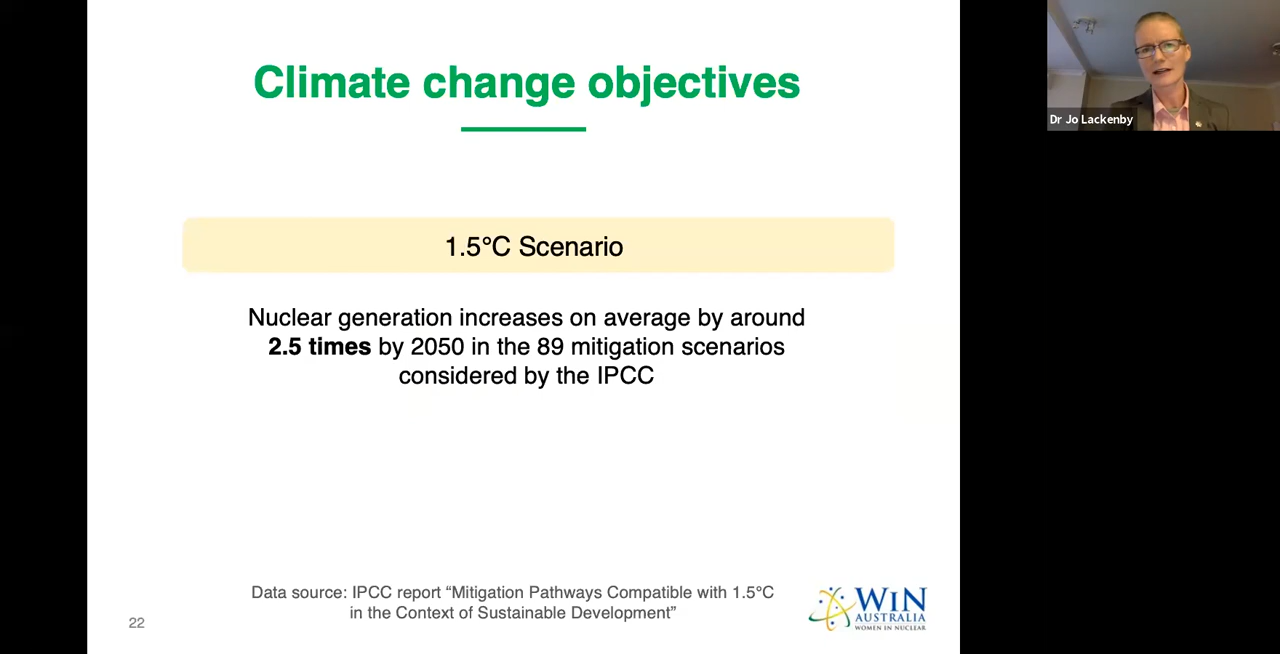 Climate change objectives
Dr Jo Lackenby
1.5°C Scenario
Nuclear generation increases on average by around
2.5 times by 2050 in the 89 mitigation scenarios
considered by the IPCC
Data source: IPCC report “Mitigation Pathways Compatible with 1.5°C
in the Context of Sustainable Development”
22
WiN
AUSTRALIA
WOMEN IN NUCLEAR